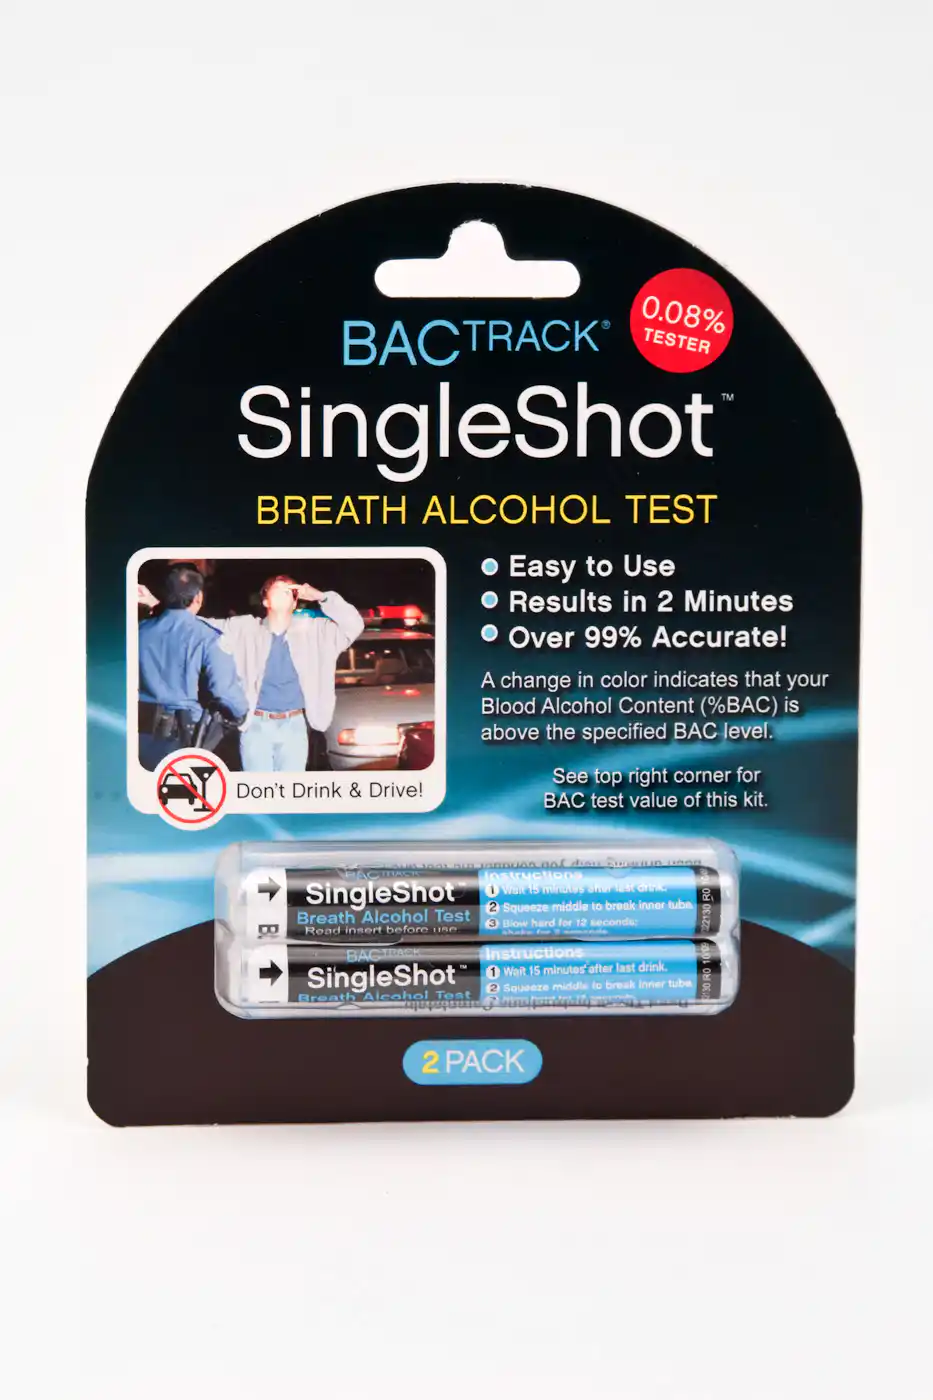 BACTRACK®
0.08%
TESTER
SingleShot™
BREATH ALCOHOL TEST
Easy to Use
Results in 2 Minutes
Over 99% Accurate!
A change in color indicates that your
Blood Alcohol Content (%BAC) is
above the specified BAC level.
See top right corner for
BAC test value of this kit.
Don't Drink & Drive!
BACTRACK
SingleShot™
Breath Alcohol Test
Read insert before use
Instructions
1 Wait 15 minutes after last drink.
2 Squeeze middle to break inner tube.
3 Blow hard for 12 seconds;
BACTRACK
SingleShot™
Breath Alcohol Test
Instructions
1 Wait 15 minutes after last drink.
2 Squeeze middle to break inner tube.
2 PACK